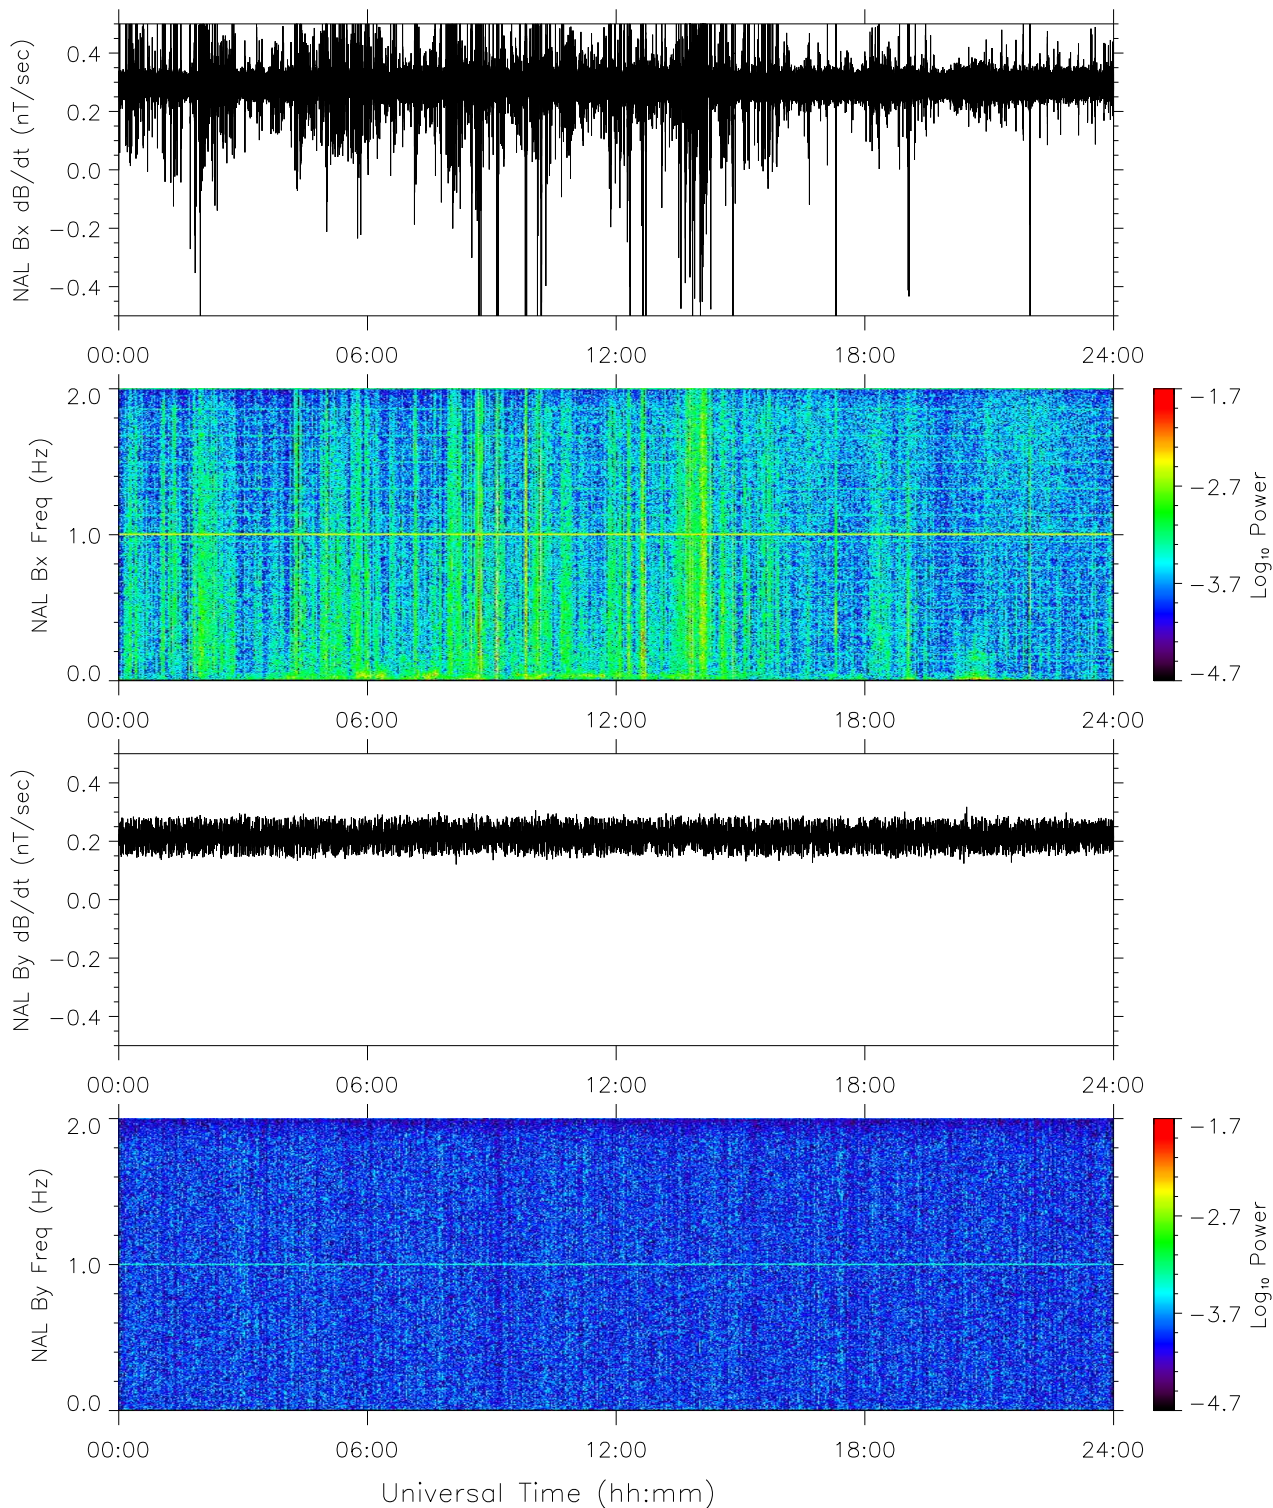 NAL Bx dB/dt (nT/sec)
0.4
0.2
0.0
−0.2
−0.4
00:00 06:00 12:00 18:00 24:00
NAL Bx Freq (Hz)
2.0
1.0
0.0
−1.7
−2.7
−3.7
−4.7
Log₁₀ Power
00:00 06:00 12:00 18:00 24:00
NAL By dB/dt (nT/sec)
0.4
0.2
0.0
−0.2
−0.4
00:00 06:00 12:00 18:00 24:00
NAL By Freq (Hz)
2.0
1.0
0.0
−1.7
−2.7
−3.7
−4.7
Log₁₀ Power
00:00 06:00 12:00 18:00 24:00
Universal Time (hh:mm)